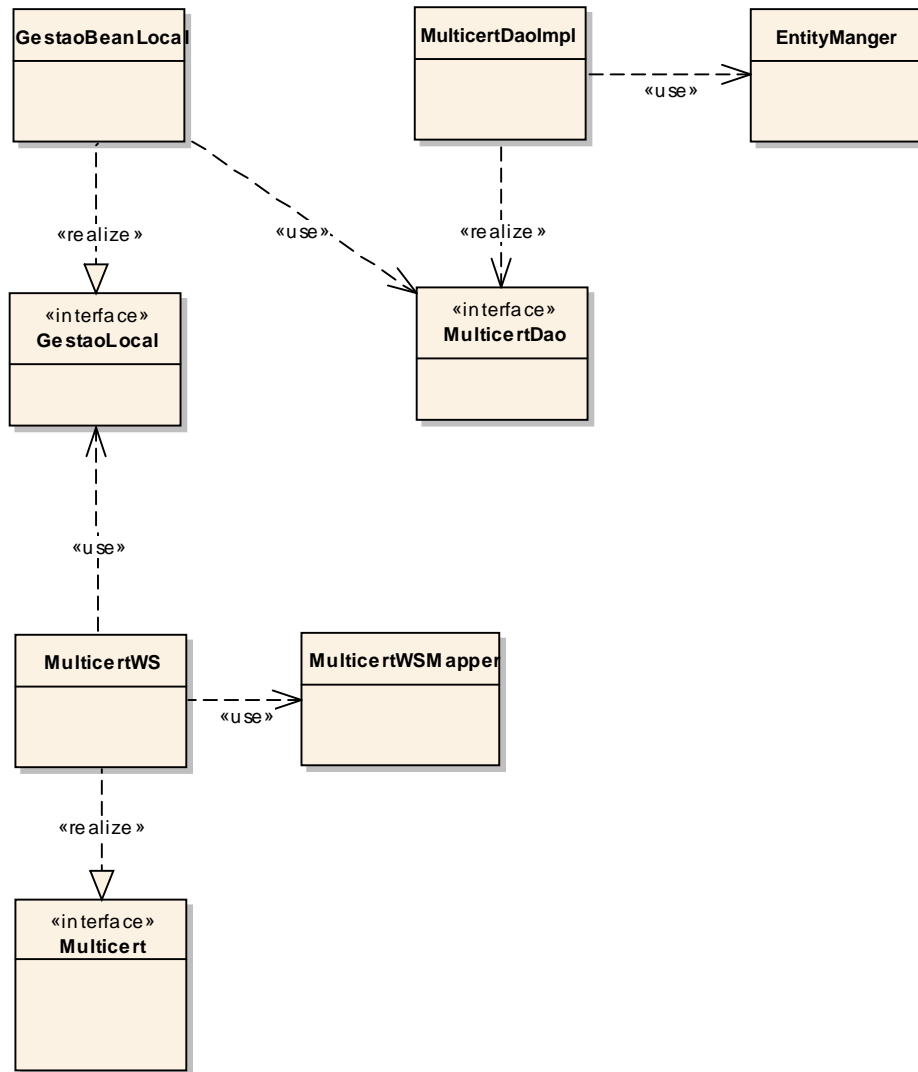 GestaoBeanLocal
MulticertDaoImpl
EntityManger
«use»
«realize»
«use»
«realize»
«interface»
GestaoLocal
«interface»
MulticertDao
«use»
MulticertWS
MulticertWSMapper
«use»
«realize»
«interface»
Multicert